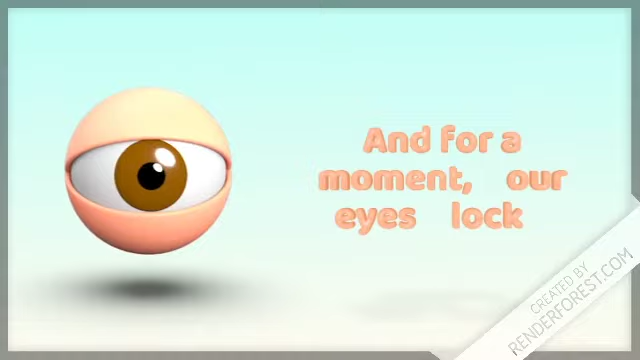 And for a
moment, our
eyes lock
CREATED BY
RENDERFOREST.COM